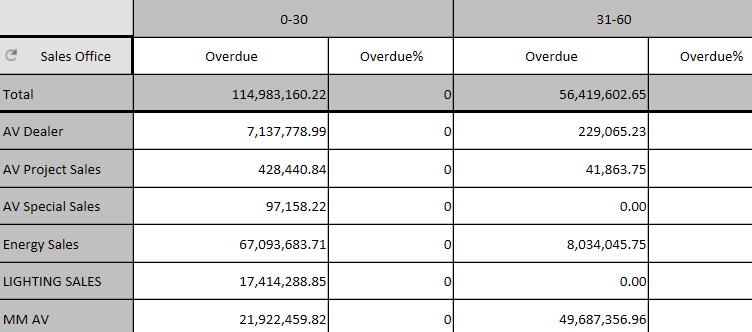 0-30 31-60
Sales Office Overdue Overdue% Overdue Overdue%
Total 114,983,160.22 0 56,419,602.65
AV Dealer 7,137,778.99 0 229,065.23
AV Project Sales 428,440.84 0 41,863.75
AV Special Sales 97,158.22 0 0.00
Energy Sales 67,093,683.71 0 8,034,045.75
LIGHTING SALES 17,414,288.85 0 0.00
MM AV 21,922,459.82 0 49,687,356.96